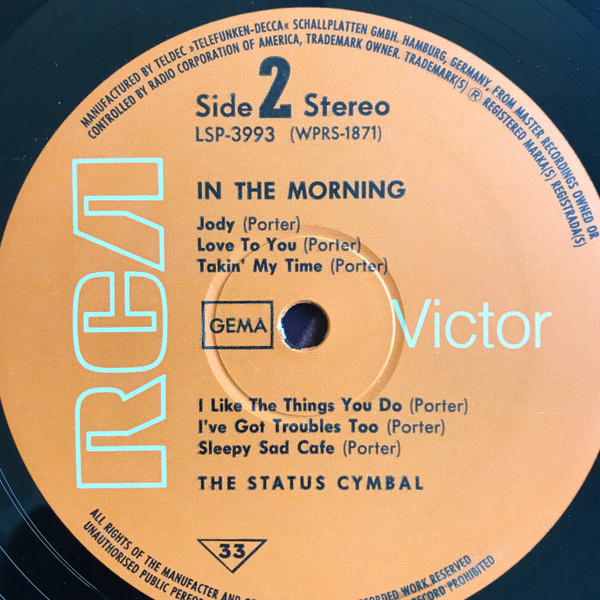 MANUFACTURED BY TELDEC »TELEFUNKEN-DECCA« SCHALLPLATTEN GMBH. HAMBURG, GERMANY, FROM MASTER RECORDINGS OWNED OR
CONTROLLED BY RADIO CORPORATION OF AMERICA, TRADEMARK OWNER. TRADEMARK(S) ® REGISTERED MARKA(S) REGISTRADA(S)
Side 2 Stereo
LSP-3993 (WPRS-1871)
RCA
IN THE MORNING
Jody (Porter)
Love To You (Porter)
Takin' My Time (Porter)
GEMA
Victor
I Like The Things You Do (Porter)
I've Got Troubles Too (Porter)
Sleepy Sad Cafe (Porter)
THE STATUS CYMBAL
33
ALL RIGHTS OF THE MANUFACTER AND OF WORK RESERVED
UNAUTHORISED PUBLIC RECORD PROHIBITED